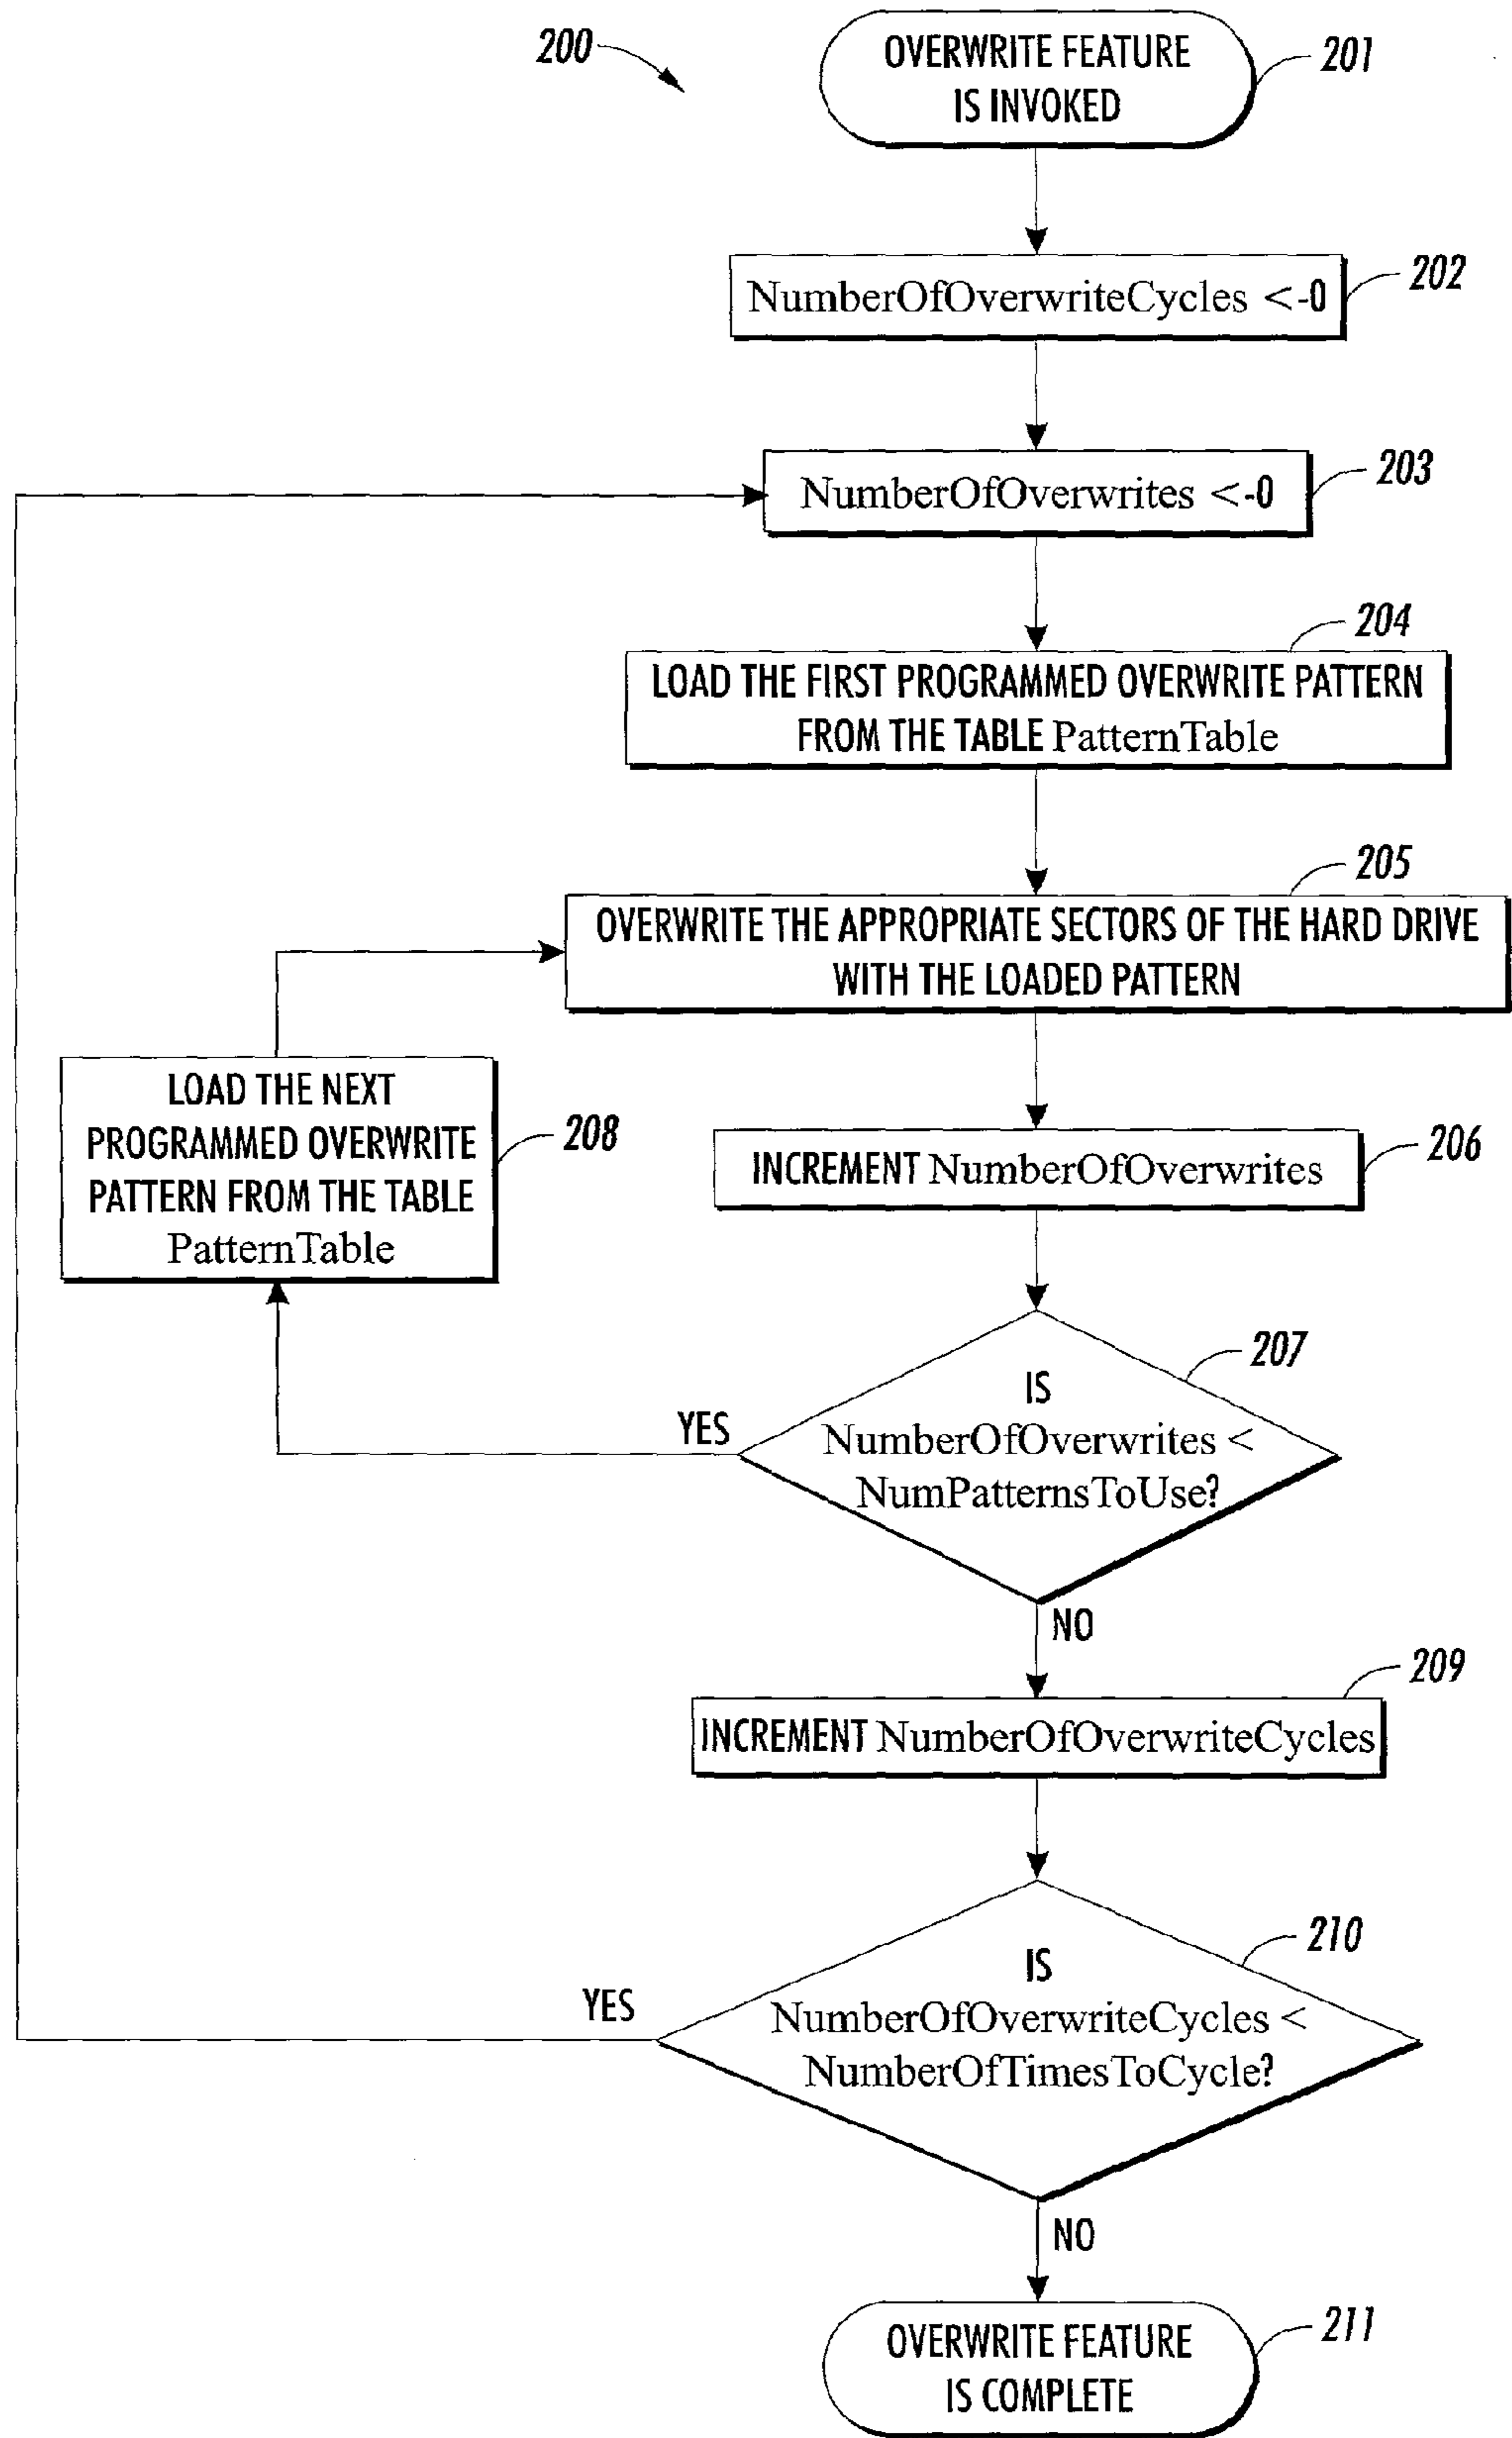 200
OVERWRITE FEATURE
IS INVOKED
201
NumberOfOverwriteCycles <-0
202
NumberOfOverwrites <-0
203
204
LOAD THE FIRST PROGRAMMED OVERWRITE PATTERN
FROM THE TABLE PatternTable
205
OVERWRITE THE APPROPRIATE SECTORS OF THE HARD DRIVE
WITH THE LOADED PATTERN
LOAD THE NEXT
PROGRAMMED OVERWRITE
PATTERN FROM THE TABLE
PatternTable
208
INCREMENT NumberOfOverwrites
206
207
IS
NumberOfOverwrites <
NumPatternsToUse?
YES
NO
209
INCREMENT NumberOfOverwriteCycles
210
IS
NumberOfOverwriteCycles <
NumberOfTimesToCycle?
YES
NO
OVERWRITE FEATURE
IS COMPLETE
211